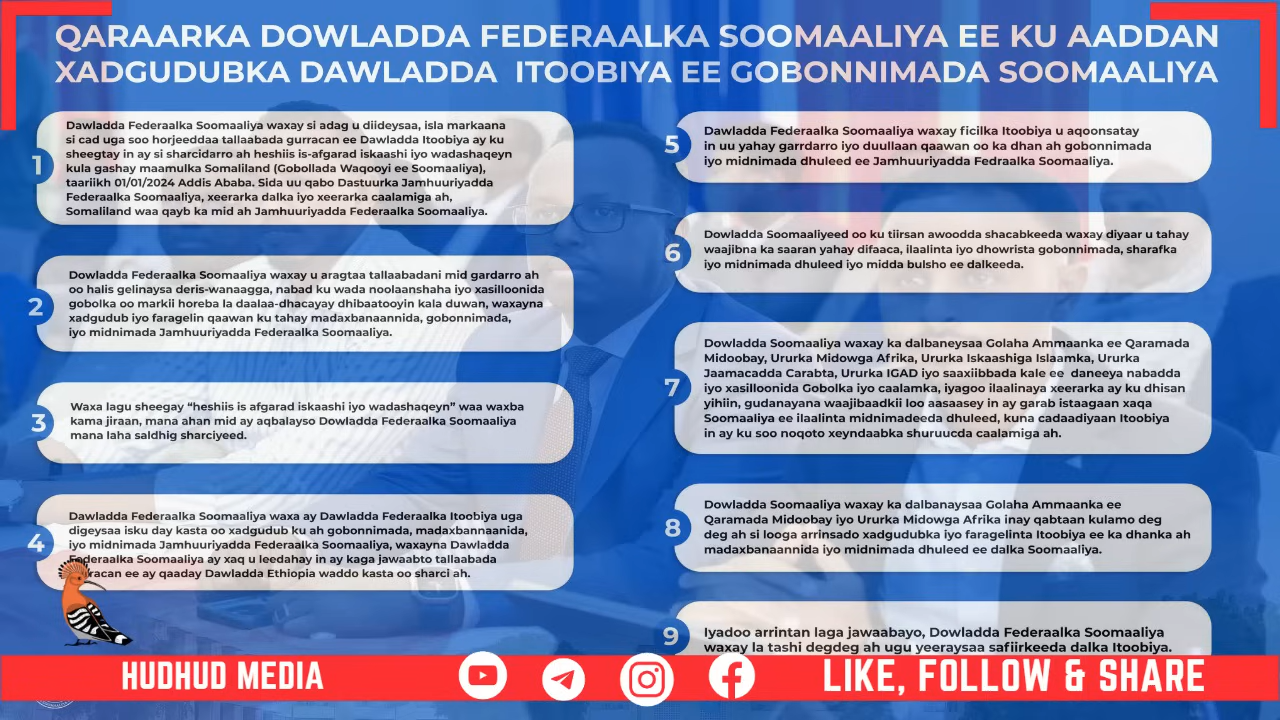 QARAARKA DOWLADDA FEDERAALKA SOOMAALIYA EE KU AADDAN
XADGUDUBKA DAWLADDA ITOOBIYA EE GOBONNIMADA SOOMAALIYA
1
Dawladda Federaalka Soomaaliya waxay si adag u diideysaa, isla markaana
si cad uga soo horjeeddaa tallaabada gurracan ee Dawladda Itoobiya ay ku
sheegtay in ay si sharcidarro ah heshiis is-afgarad iskaashi iyo wadashaqeyn
kula gashay maamulka Somaliland (Gobollada Waqooyi ee Soomaaliya),
taariikh 01/01/2024 Addis Ababa. Sida uu qabo Dastuurka Jamhuuriyadda
Federaalka Soomaaliya, xeerarka dalka iyo xeerarka caalamiga ah,
Somaliland waa qayb ka mid ah Jamhuuriyadda Federaalka Soomaaliya.
2
Dowladda Federaalka Soomaaliya waxay u aragtaa tallaabadani mid gardarro ah
oo halis gelinaysa deris-wanaagga, nabad ku wada noolaanshaha iyo xasilloonida
gobolka oo markii horeba la daalaa-dhacayay dhibaatooyin kala duwan, waxayna
xadgudub iyo faragelin qaawan ku tahay madaxbanaannida, gobonnimada,
iyo midnimada Jamhuuriyadda Federaalka Soomaaliya.
3
Waxa lagu sheegay “heshiis is afgarad iskaashi iyo wadashaqeyn” waa waxba
kama jiraan, mana ahan mid ay aqbalayso Dowladda Federaalka Soomaaliya
mana laha saldhig sharciyeed.
4
Dowladda Federaalka Soomaaliya waxa ay Dawladda Federaalka Itoobiya uga
digeysaa isku day kasta oo xadgudub ku ah gobonnimada, madaxbannaanida,
iyo midnimada Jamhuuriyadda Federaalka Soomaaliya, waxayna Dawladda
Federaalka Soomaaliya ay xaq u leedahay in ay kaga jawaabto tallaabada
ee ay qaaday Dawladda Ethiopia waddo kasta oo sharci ah.
5
Dawladda Federaalka Soomaaliya waxay ficilka Itoobiya u aqoonsatay
in uu yahay garrdarro iyo duullaan qaawan oo ka dhan ah gobonnimada
iyo midnimada dhuleed ee Jamhuuriyadda Fedraalka Soomaaliya.
6
Dowladda Soomaaliyeed oo ku tiirsan awoodda shacabkeeda waxay diyaar u tahay
waajibna ka saaran yahay difaaca, ilaalinta iyo dhowrista gobonnimada, sharafka
iyo midnimada dhuleed iyo midda bulsho ee dalkeeda.
7
Dowladda Soomaaliya waxay ka dalbaneysaa Golaha Ammaanka ee Qaramada
Midoobay, Ururka Midowga Afrika, Ururka Iskaashiga Islaamka, Ururka
Jaamacadda Carabta, Ururka IGAD iyo saaxiibbada kale ee daneeya nabadda
iyo xasilloonida Gobolka iyo caalamka, iyagoo ilaalinaya xeerarka ay ku dhisan
yihiin, gudanayana waajibaadkii loo aasaasey in ay garab istaagaan xaqa
Soomaaliya ee ilaalinta midnimadeeda dhuleed, kuna cadaadiyaan Itoobiya
in ay ku soo noqoto xeyndaabka shuruucda caalamiga ah.
8
Dowladda Soomaaliya waxay ka dalbanaysaa Golaha Ammaanka ee
Qaramada Midoobay iyo Ururka Midowga Afrika inay qabtaan kulamo deg
deg ah si looga arrinsado xadgudubka iyo faragelinta Itoobiya ee ka dhanka ah
madaxbanaannida iyo midnimada dhuleed ee dalka Soomaaliya.
9
Iyadoo arrintan laga jawaabayo, Dowladda Federaalka Soomaaliya
waxay la tashi degdeg ah ugu yeeraysaa safiirkeeda dalka Itoobiya.
HUDHUD MEDIA
LIKE, FOLLOW & SHARE